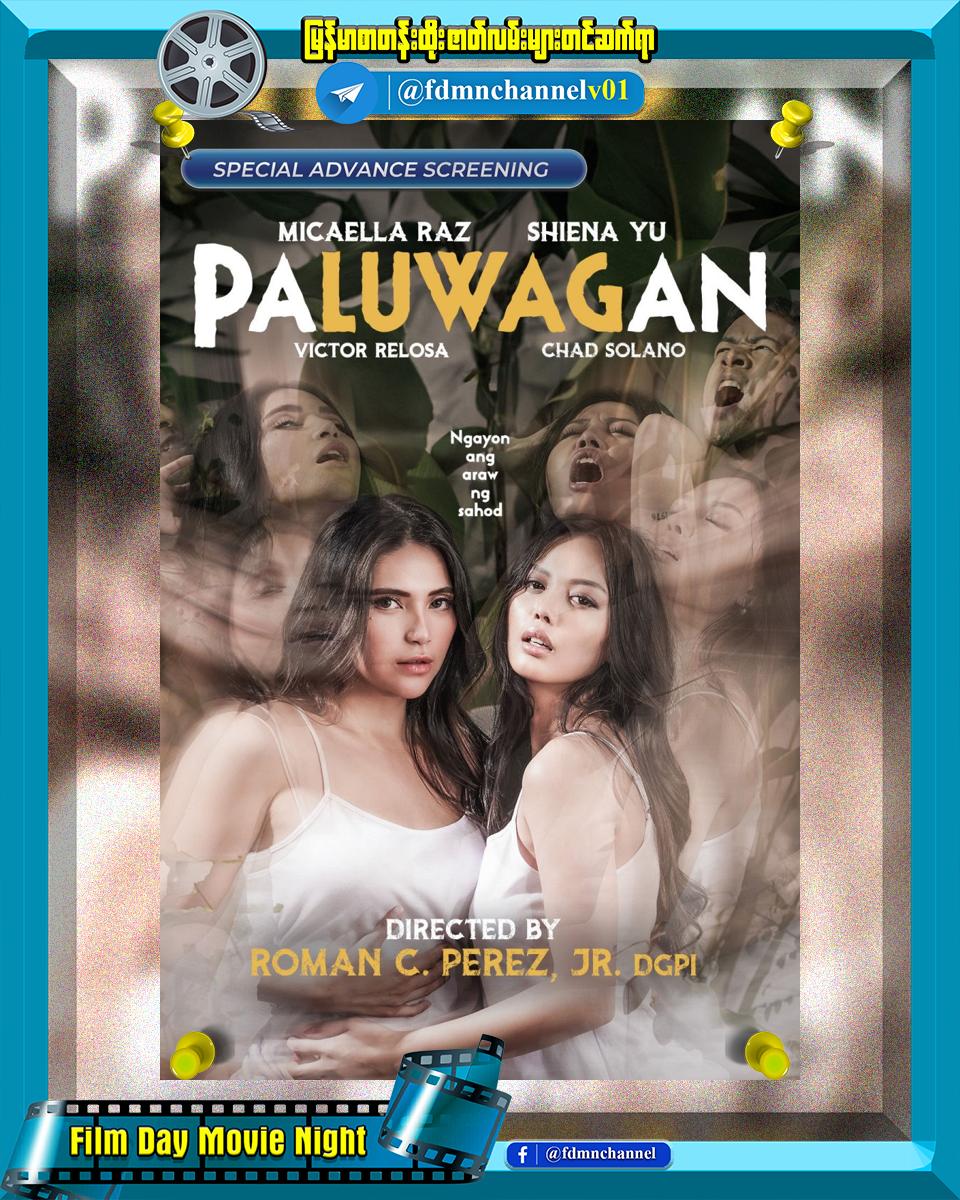 မြန်မာစာတန်းထိုးဇာတ်လမ်းများတင်ဆက်ရာ
@fdmnchannelv01
SPECIAL ADVANCE SCREENING
MICAELLA RAZ SHIENA YU
PALUWAGAN
VICTOR RELOSA CHAD SOLANO
Ngayon
ang
araw
ng
sahod
DIRECTED BY
ROMAN C. PEREZ, JR. DGPI
Film Day Movie Night
@fdmnchannel